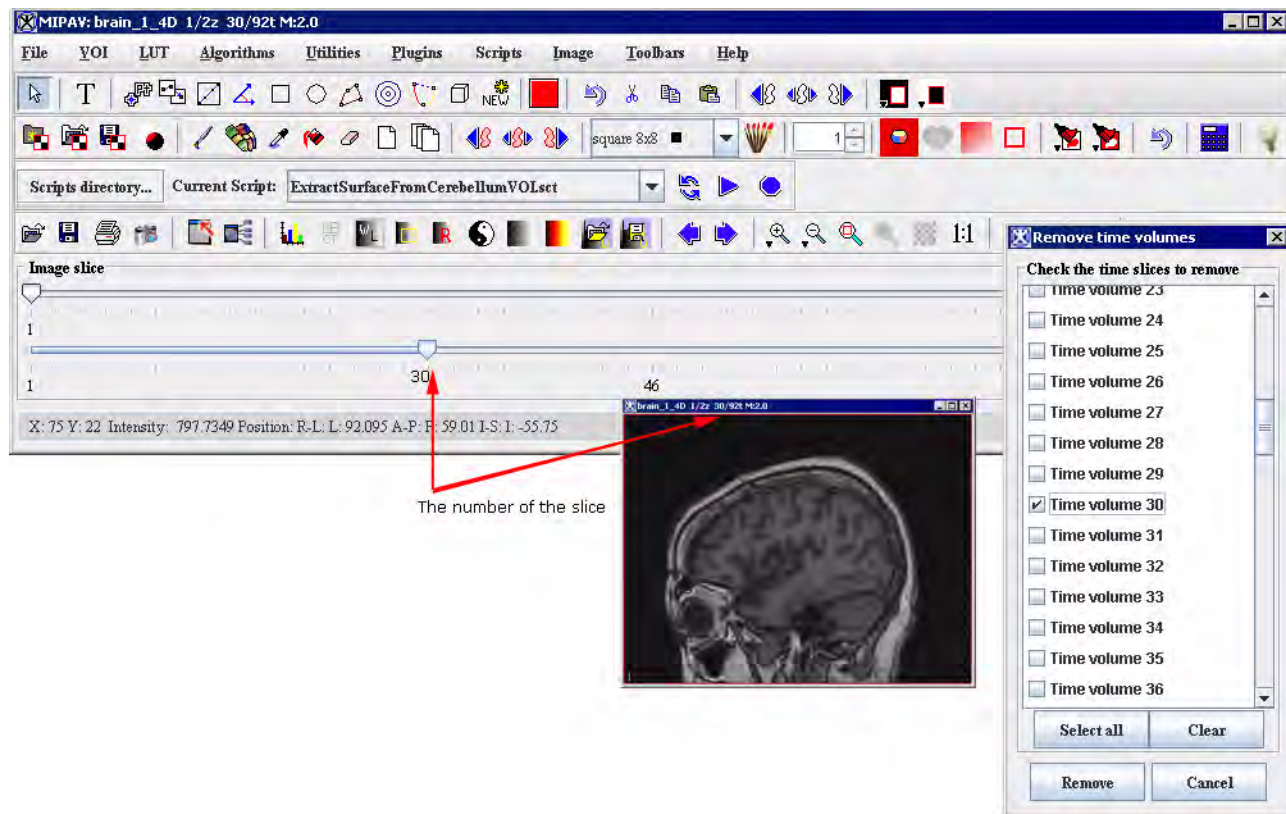 MIPAV: brain_1_4D 1/2z 30/92t M:2.0
File VOI LUT Algorithms Utilities Plugins Scripts Image Toolbars Help
T PP NEW
square 8x8 1
Scripts directory... Current Script: ExtractSurfaceFromCerebellumVOI.sct
W L R 1:1
Image slice
1
1 30 46
X: 75 Y: 22 Intensity: 797.7349 Position: R-L: L: 92.095 A-P: P: 59.01 I-S: I: -55.75
brain_1_4D 1/2z 30/92t M:2.0
The number of the slice
Remove time volumes
Check the time slices to remove
Time volume 23
Time volume 24
Time volume 25
Time volume 26
Time volume 27
Time volume 28
Time volume 29
Time volume 30
Time volume 31
Time volume 32
Time volume 33
Time volume 34
Time volume 35
Time volume 36
Select all Clear
Remove Cancel